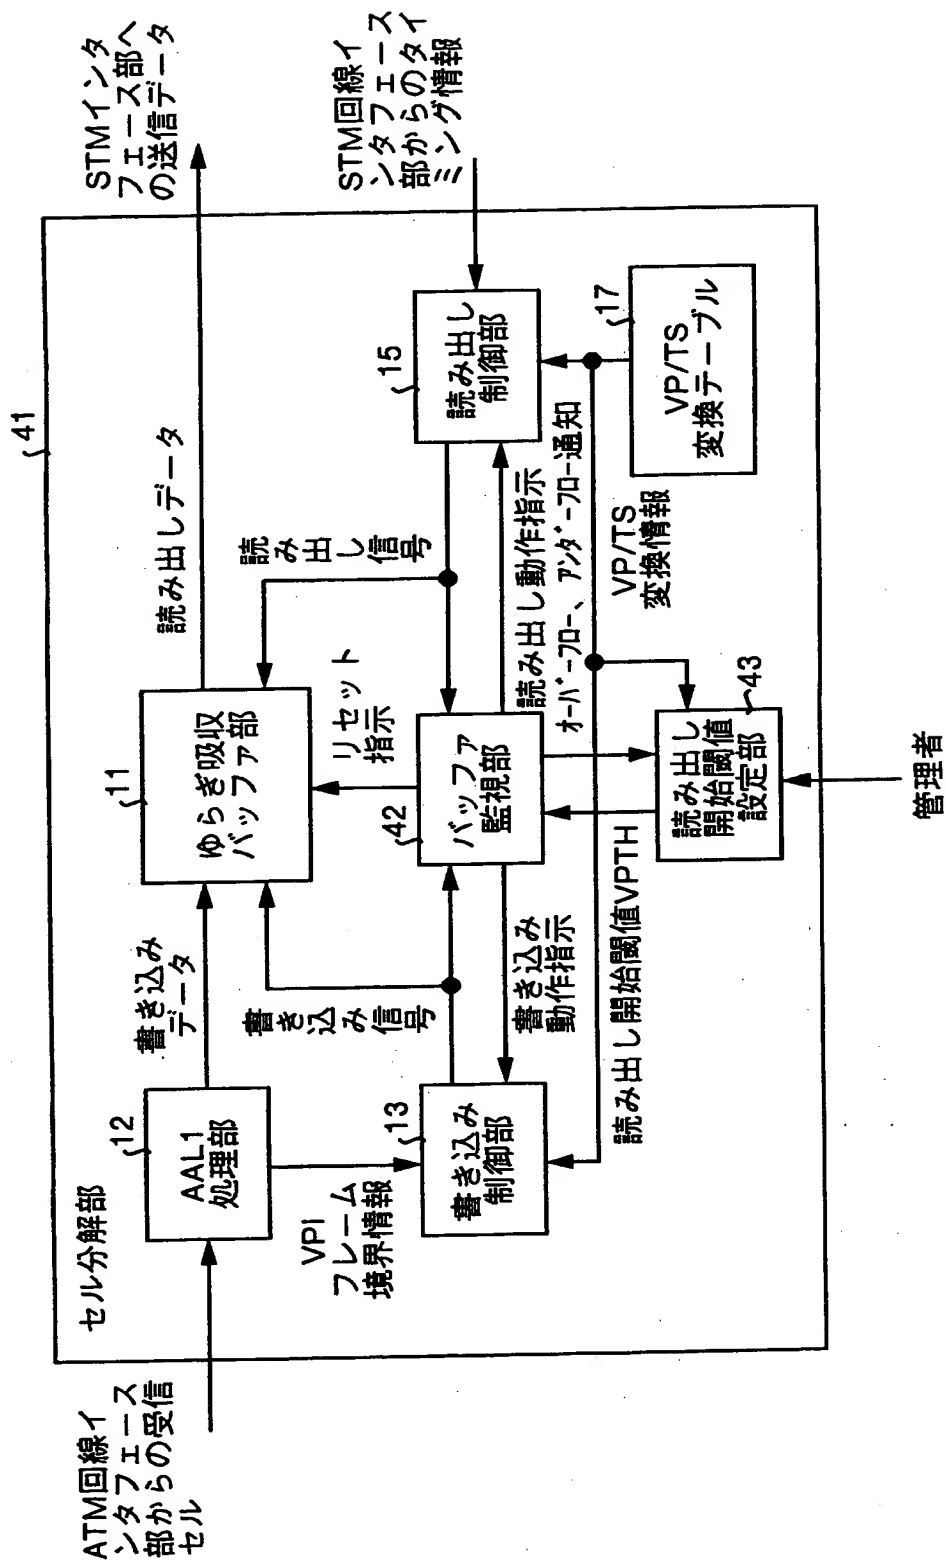 ATM回線イ
ンタフェース
部からの受信
セル
セル分解部
41
12
AAL1
処理部
書き込み
データ
11
ゆらぎ吸収
バッファ部
読み出しデータ
STMインタ
フェース部へ
の送信データ
VPI
フレーム
境界情報
13
書き込み
制御部
書き込み信
号
書き込み
動作指示
42
バッファ
監視部
リセット
指示
読み出し信
号
読み出し動作指示
オーバーフロー、アンダーフロー通知
15
読み出し
制御部
STM回線イ
ンタフェース
部からのタイ
ミング情報
読み出し開始閾値VPTH
読み出し
開始閾値
設定部
43
VP/TS
変換情報
17
VP/TS
変換テーブル
管理者